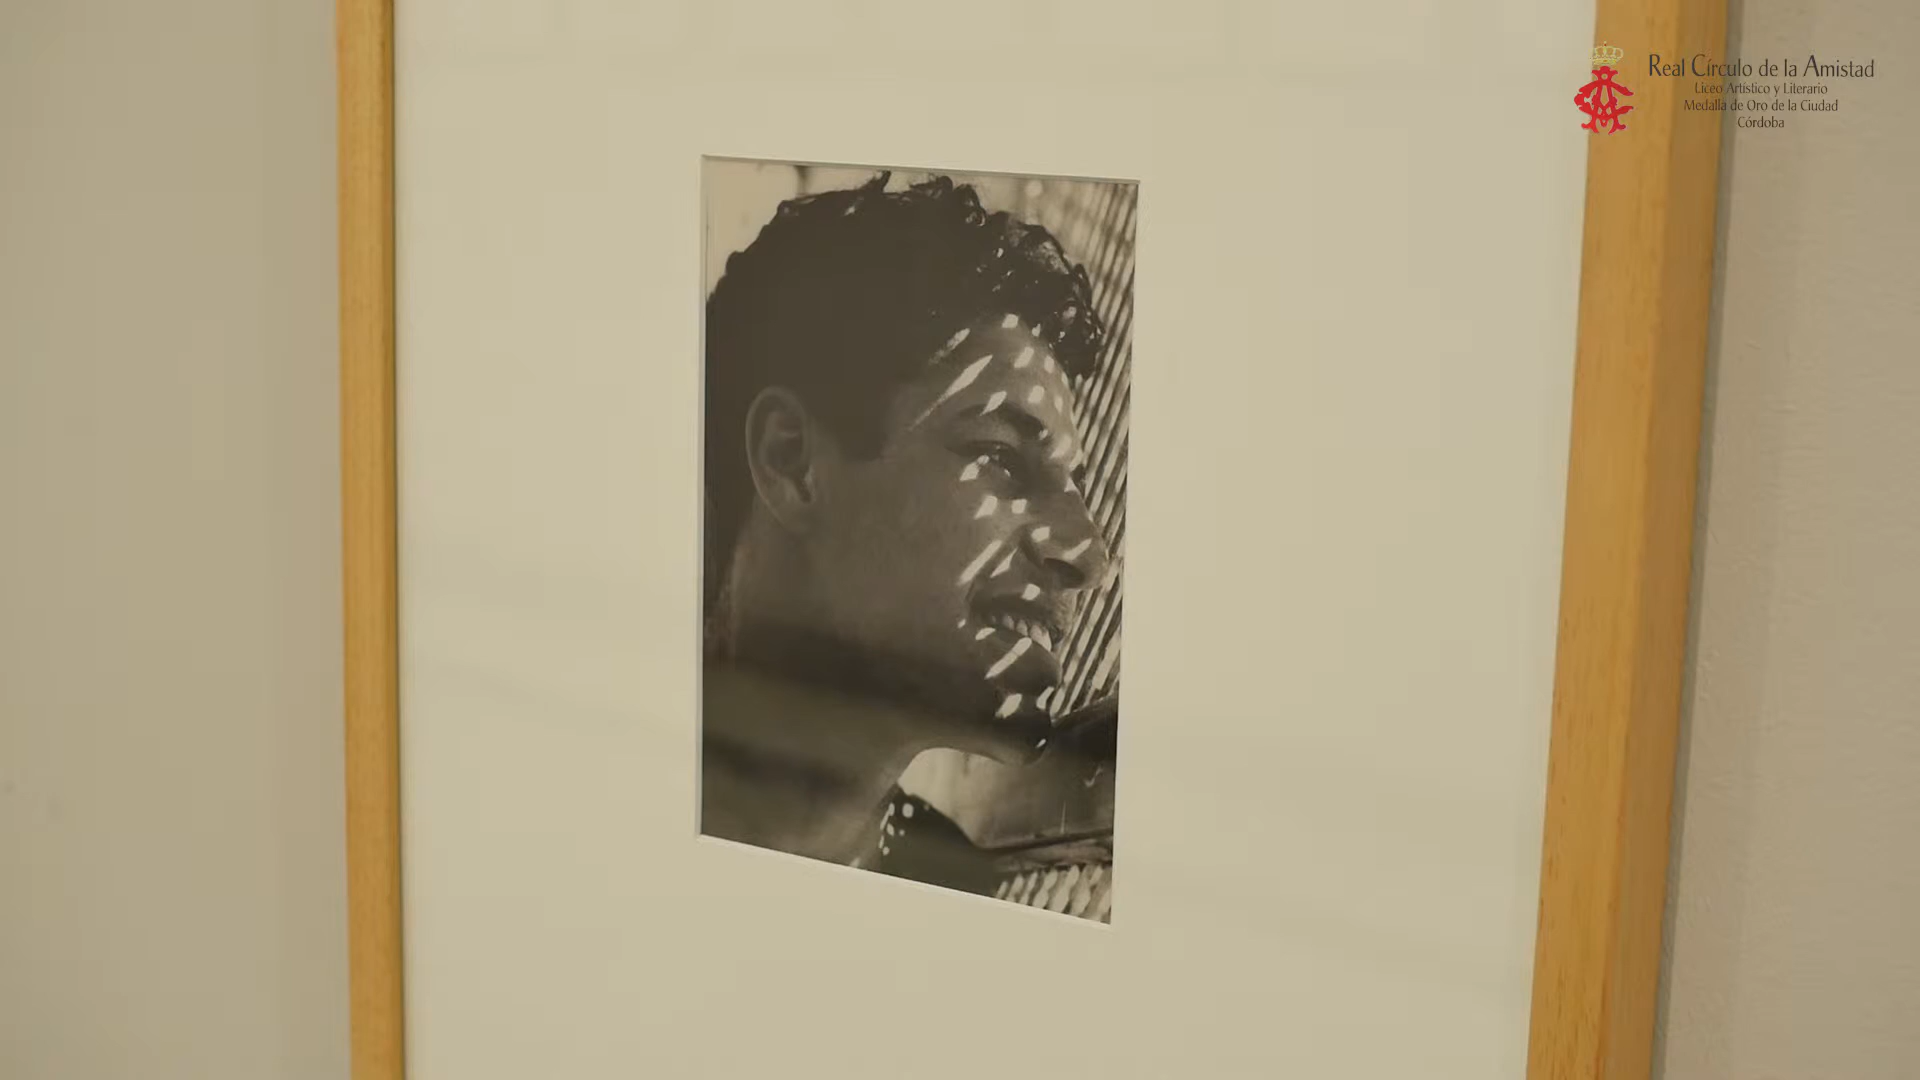 Real Círculo de la Amistad
Liceo Artístico y Literario
Medalla de Oro de la Ciudad
Córdoba